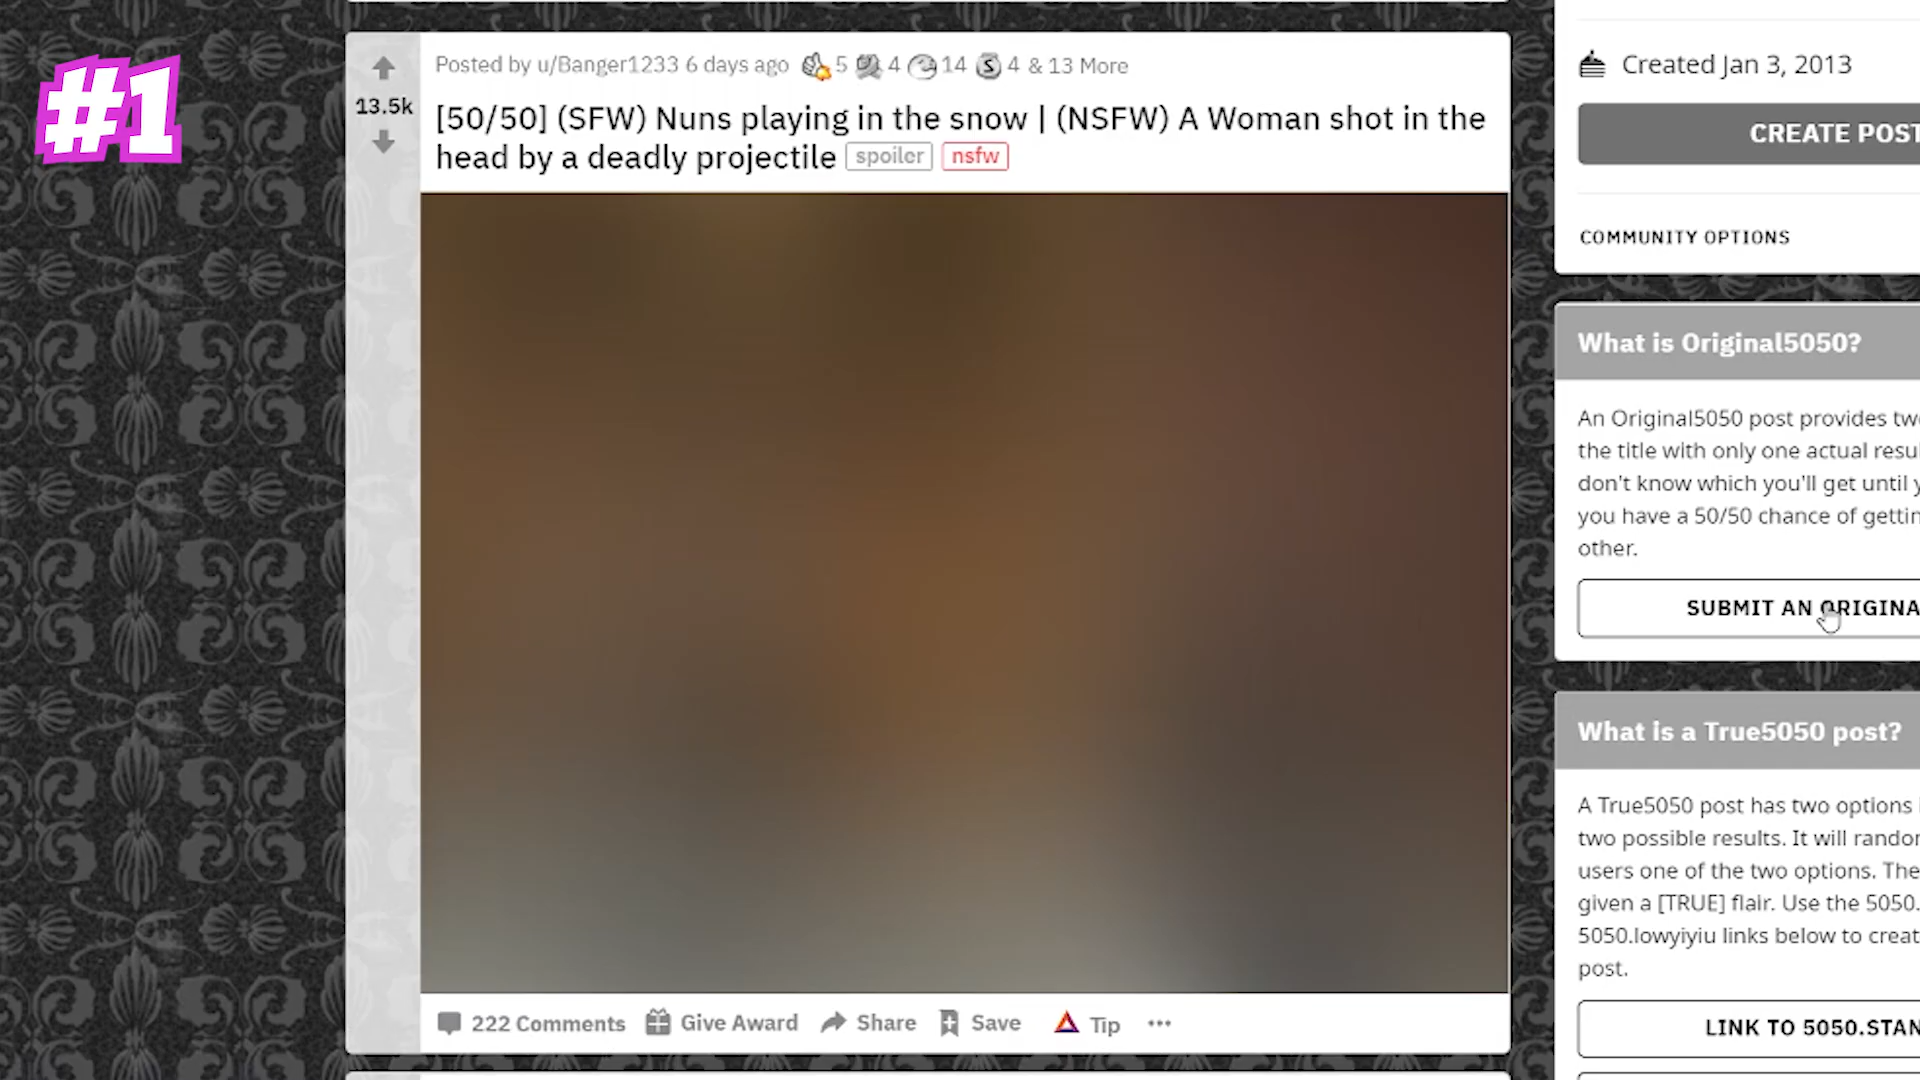 #1
Posted by u/Banger1233 6 days ago 5 4 14 S 4 & 13 More
13.5k
[50/50] (SFW) Nuns playing in the snow | (NSFW) A Woman shot in the
head by a deadly projectile spoiler nsfw
222 Comments Give Award Share Save Tip ...
Created Jan 3, 2013
CREATE POST
COMMUNITY OPTIONS
What is Original5050?
An Original5050 post provides tw
the title with only one actual resu
don't know which you'll get until y
you have a 50/50 chance of gettin
other.
SUBMIT AN ORIGINA
What is a True5050 post?
A True5050 post has two options
two possible results. It will rando
users one of the two options. The
given a [TRUE] flair. Use the 5050.
5050.lowyiyiu links below to creat
post.
LINK TO 5050.STAN